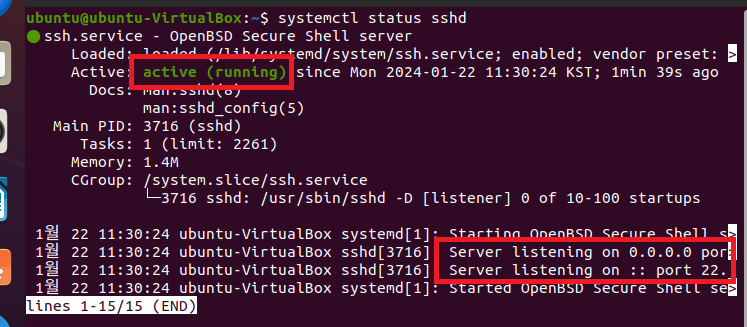 ubuntu@ubuntu-VirtualBox:~$ systemctl status sshd
● ssh.service - OpenBSD Secure Shell server
Loaded: loaded (/lib/systemd/system/ssh.service; enabled; vendor preset: >
Active: active (running) since Mon 2024-01-22 11:30:24 KST; 1min 39s ago
Docs: man:sshd(8)
man:sshd_config(5)
Main PID: 3716 (sshd)
Tasks: 1 (limit: 2261)
Memory: 1.4M
CGroup: /system.slice/ssh.service
└─3716 sshd: /usr/sbin/sshd -D [listener] 0 of 10-100 startups
1월 22 11:30:24 ubuntu-VirtualBox systemd[1]: Starting OpenBSD Secure Shell s>
1월 22 11:30:24 ubuntu-VirtualBox sshd[3716] Server listening on 0.0.0.0 por
1월 22 11:30:24 ubuntu-VirtualBox sshd[3716] Server listening on :: port 22.
1월 22 11:30:24 ubuntu-VirtualBox systemd[1]: Started OpenBSD Secure Shell se>
lines 1-15/15 (END)